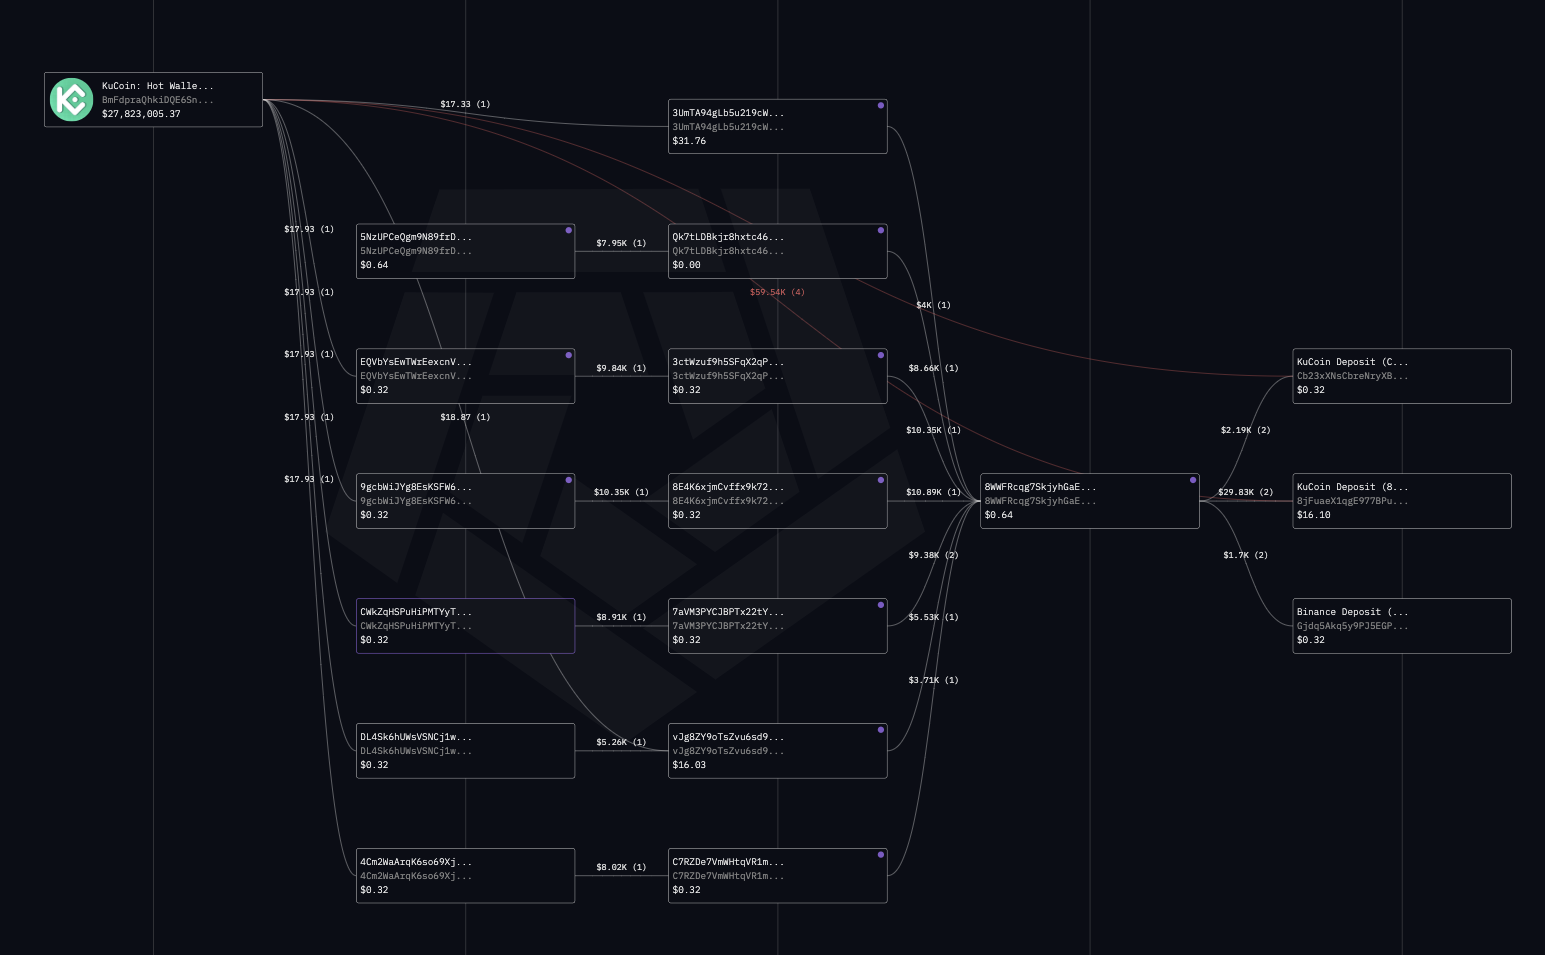 KuCoin: Hot Walle...
BmFdpraQhkiDQE6Sn...
$27,823,005.37
$17.33 (1)
3UmTA94gLb5u219cW...
3UmTA94gLb5u219cW...
$31.76
$17.93 (1)
5NzUPCeQgm9N89frD...
5NzUPCeQgm9N89frD...
$0.64
$7.95K (1)
Qk7tLDBkjr8hxtc46...
Qk7tLDBkjr8hxtc46...
$0.00
$17.93 (1)
$59.54K (4)
$4K (1)
$17.93 (1)
EQVbYsEwTWrEexcnV...
EQVbYsEwTWrEexcnV...
$0.32
$9.84K (1)
3ctWzuf9h5SFqX2qP...
3ctWzuf9h5SFqX2qP...
$0.32
$8.66K (1)
KuCoin Deposit (C...
Cb23xXNsCbreNryXB...
$0.32
$17.93 (1)
$18.87 (1)
$10.35K (1)
$2.19K (2)
$17.93 (1)
9gcbWiJYg8EsKSFW6...
9gcbWiJYg8EsKSFW6...
$0.32
$10.35K (1)
8E4K6xjmCvffx9k72...
8E4K6xjmCvffx9k72...
$0.32
$10.89K (1)
8WWFRcqg7SkjyhGaE...
8WWFRcqg7SkjyhGaE...
$0.64
$29.83K (2)
KuCoin Deposit (8...
8jFuaeX1qgE977BPu...
$16.10
$9.38K (2)
$1.7K (2)
CWkZqHSPuHiPMTYyT...
CWkZqHSPuHiPMTYyT...
$0.32
$8.91K (1)
7aVM3PYCJBPTx22tY...
7aVM3PYCJBPTx22tY...
$0.32
$5.53K (1)
Binance Deposit (...
Gjdq5Akq5y9PJ5EGP...
$0.32
$3.71K (1)
DL4Sk6hUWsVSNCj1w...
DL4Sk6hUWsVSNCj1w...
$0.32
$5.26K (1)
vJg8ZY9oTsZvu6sd9...
vJg8ZY9oTsZvu6sd9...
$16.03
4Cm2WaArqK6so69Xj...
4Cm2WaArqK6so69Xj...
$0.32
$8.02K (1)
C7RZDe7VmWHtqVR1m...
C7RZDe7VmWHtqVR1m...
$0.32